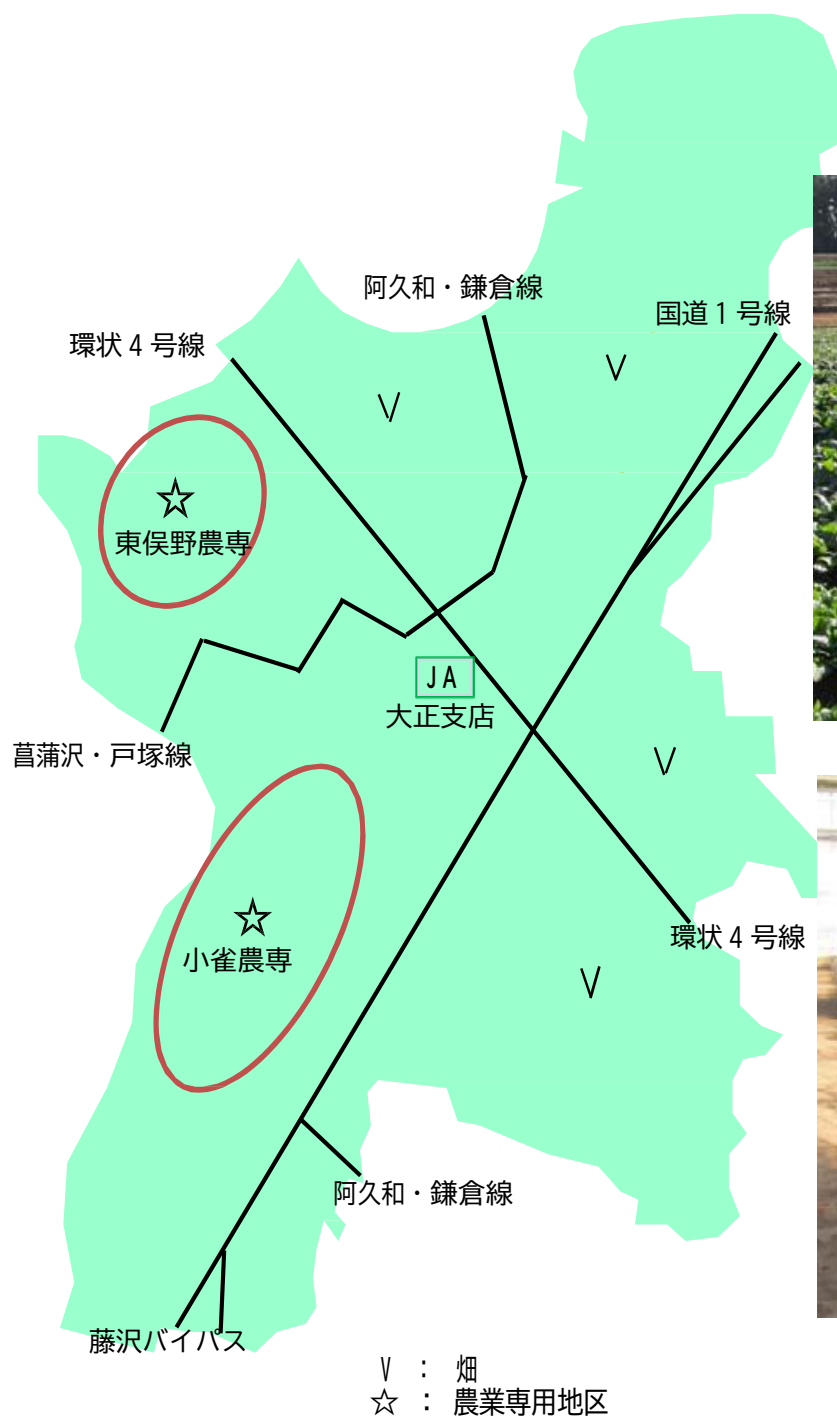 阿久和・鎌倉線
国道1号線
環状4号線
V
V
☆
東俣野農専
JA
大正支店
菖蒲沢・戸塚線
V
☆
小雀農専
環状4号線
V
阿久和・鎌倉線
藤沢バイパス
V : 畑
☆ : 農業専用地区